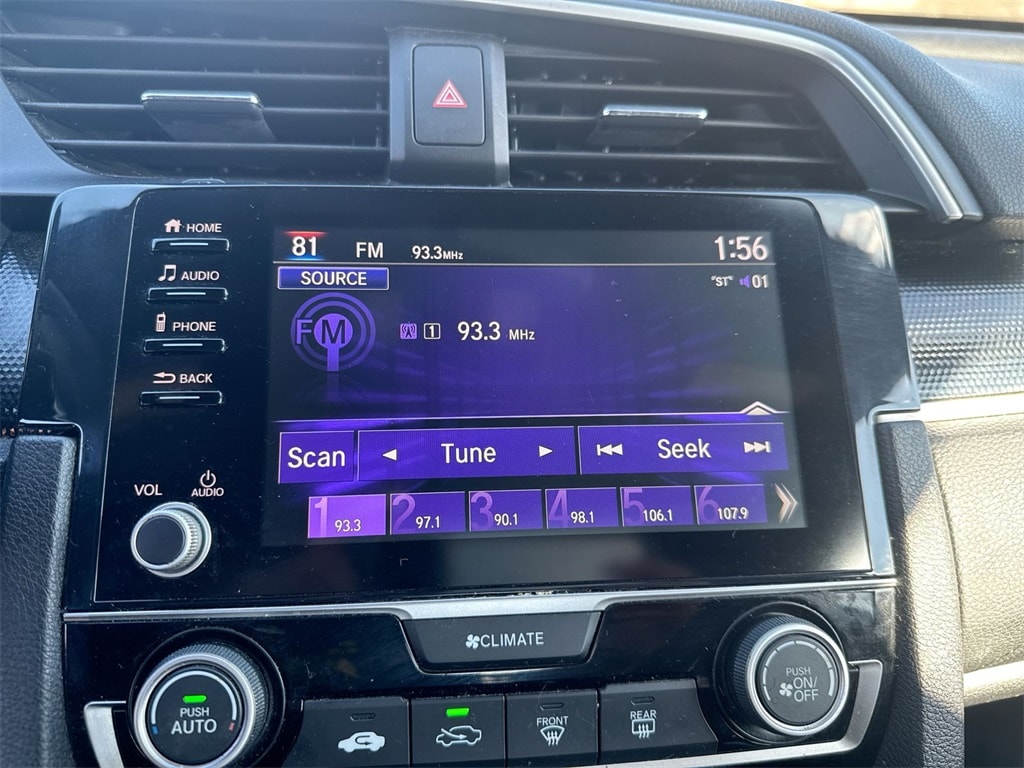 HOME
AUDIO
PHONE
BACK
VOL
AUDIO
81 FM 93.3MHz 1:56
SOURCE
"ST" 01
FM
1 93.3 MHz
Scan Tune Seek
1 93.3 2 97.1 3 90.1 4 98.1 5 106.1 6 107.9
CLIMATE
PUSH
AUTO
FRONT
REAR
PUSH
ON/
OFF